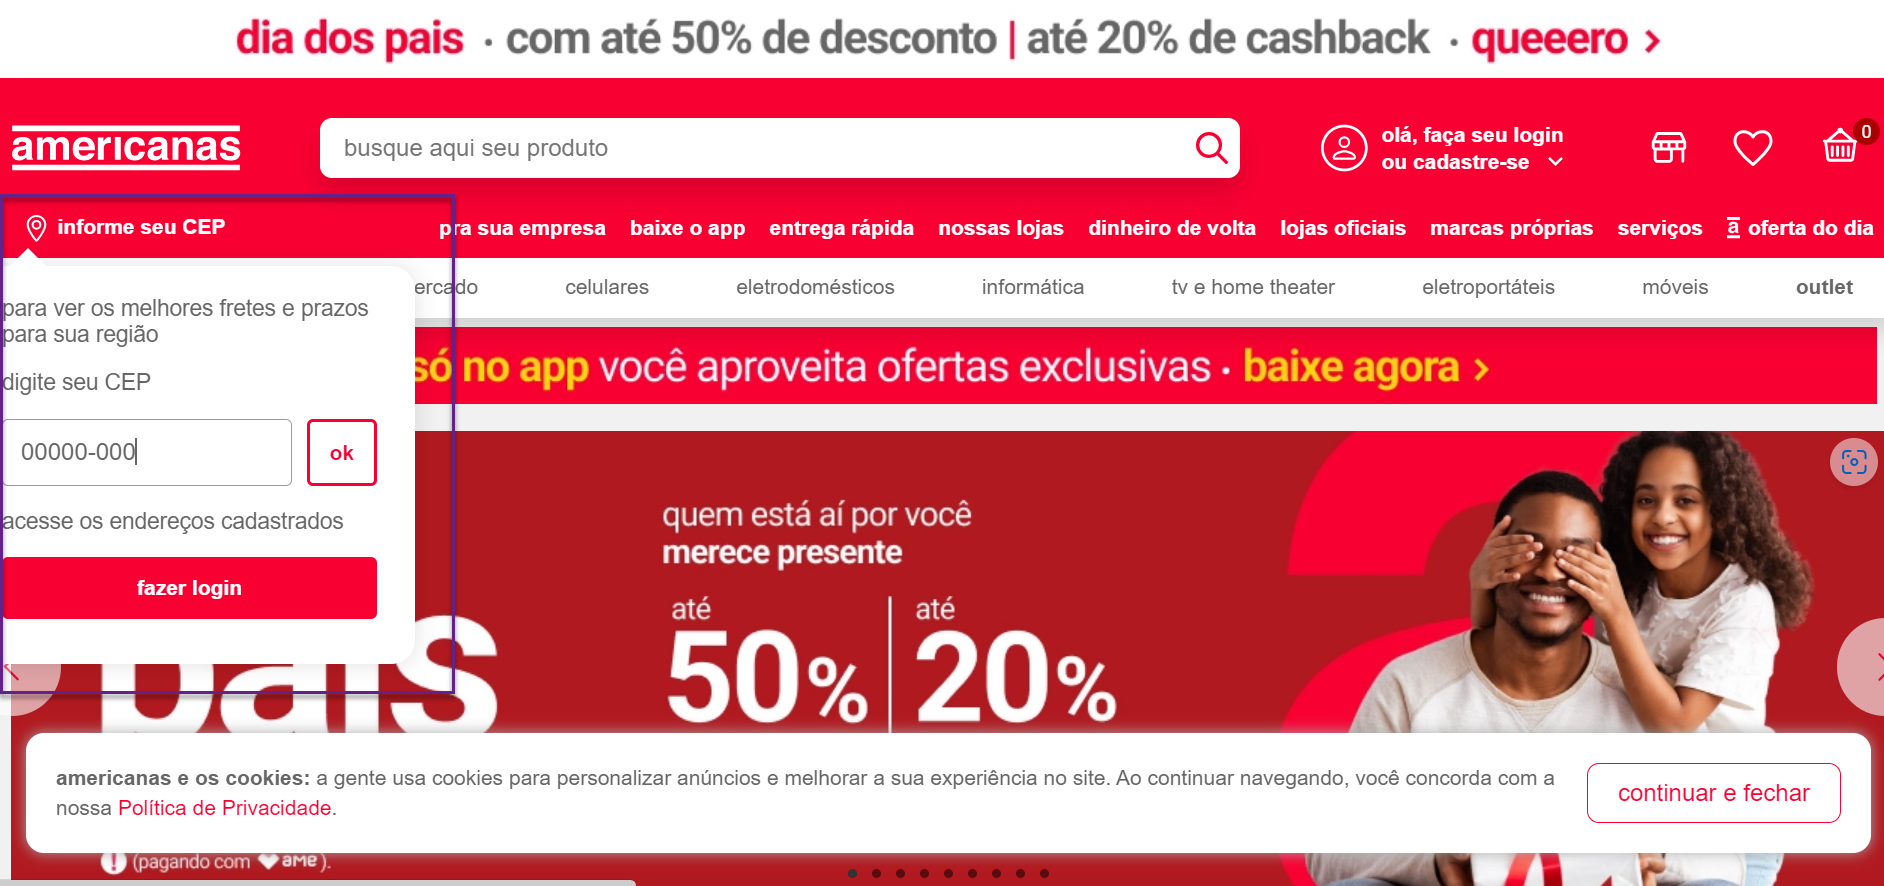 dia dos pais · com até 50% de desconto | até 20% de cashback · queeero >
americanas
busque aqui seu produto
olá, faça seu login
ou cadastre-se
0
informe seu CEP
pra sua empresa baixe o app entrega rápida nossas lojas dinheiro de volta lojas oficiais marcas próprias serviços a oferta do dia
ercado celulares eletrodomésticos informática tv e home theater eletroportáteis móveis outlet
para ver os melhores fretes e prazos
para sua região
digite seu CEP
00000-000
ok
acesse os endereços cadastrados
fazer login
só no app você aproveita ofertas exclusivas · baixe agora >
pais
quem está aí por você
merece presente
até
50%
até
20%
americanas e os cookies: a gente usa cookies para personalizar anúncios e melhorar a sua experiência no site. Ao continuar navegando, você concorda com a
nossa Política de Privacidade.
continuar e fechar
(pagando com ame).